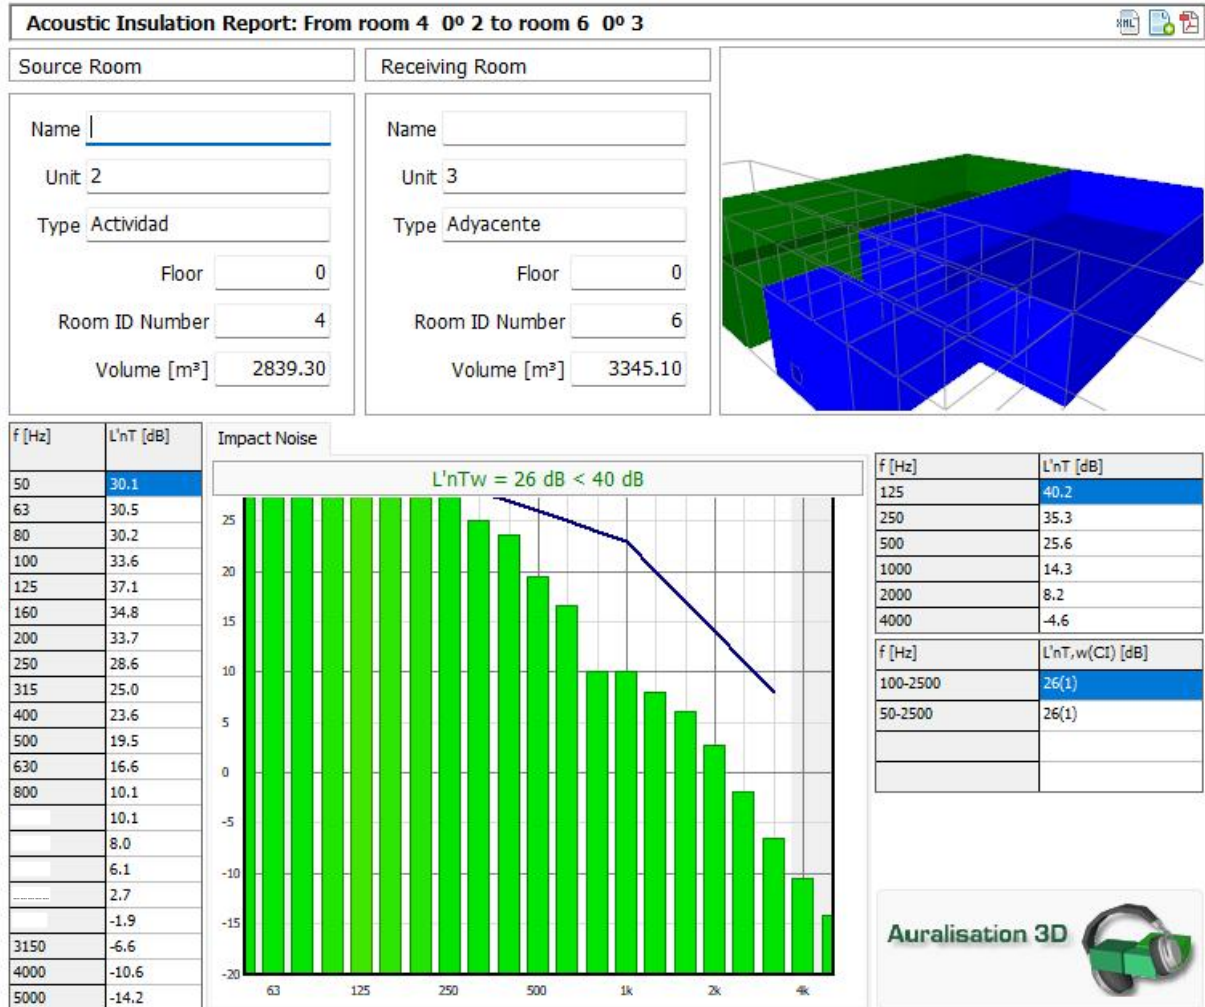 Acoustic Insulation Report: From room 4 0º 2 to room 6 0º 3
XML
Source Room
Receiving Room
Name
Unit 2
Type Actividad
Floor 0
Room ID Number 4
Volume [m³] 2839.30
Name
Unit 3
Type Adyacente
Floor 0
Room ID Number 6
Volume [m³] 3345.10
f [Hz] L'nT [dB]
50 30.1
63 30.5
80 30.2
100 33.6
125 37.1
160 34.8
200 33.7
250 28.6
315 25.0
400 23.6
500 19.5
630 16.6
800 10.1
10.1
8.0
6.1
2.7
-1.9
3150 -6.6
4000 -10.6
5000 -14.2
Impact Noise
L'nTw = 26 dB < 40 dB
25
20
15
10
5
0
-5
-10
-15
-20
63 125 250 500 1k 2k 4k
f [Hz] L'nT [dB]
125 40.2
250 35.3
500 25.6
1000 14.3
2000 8.2
4000 -4.6
f [Hz] L'nT,w(CI) [dB]
100-2500 26(1)
50-2500 26(1)
Auralisation 3D